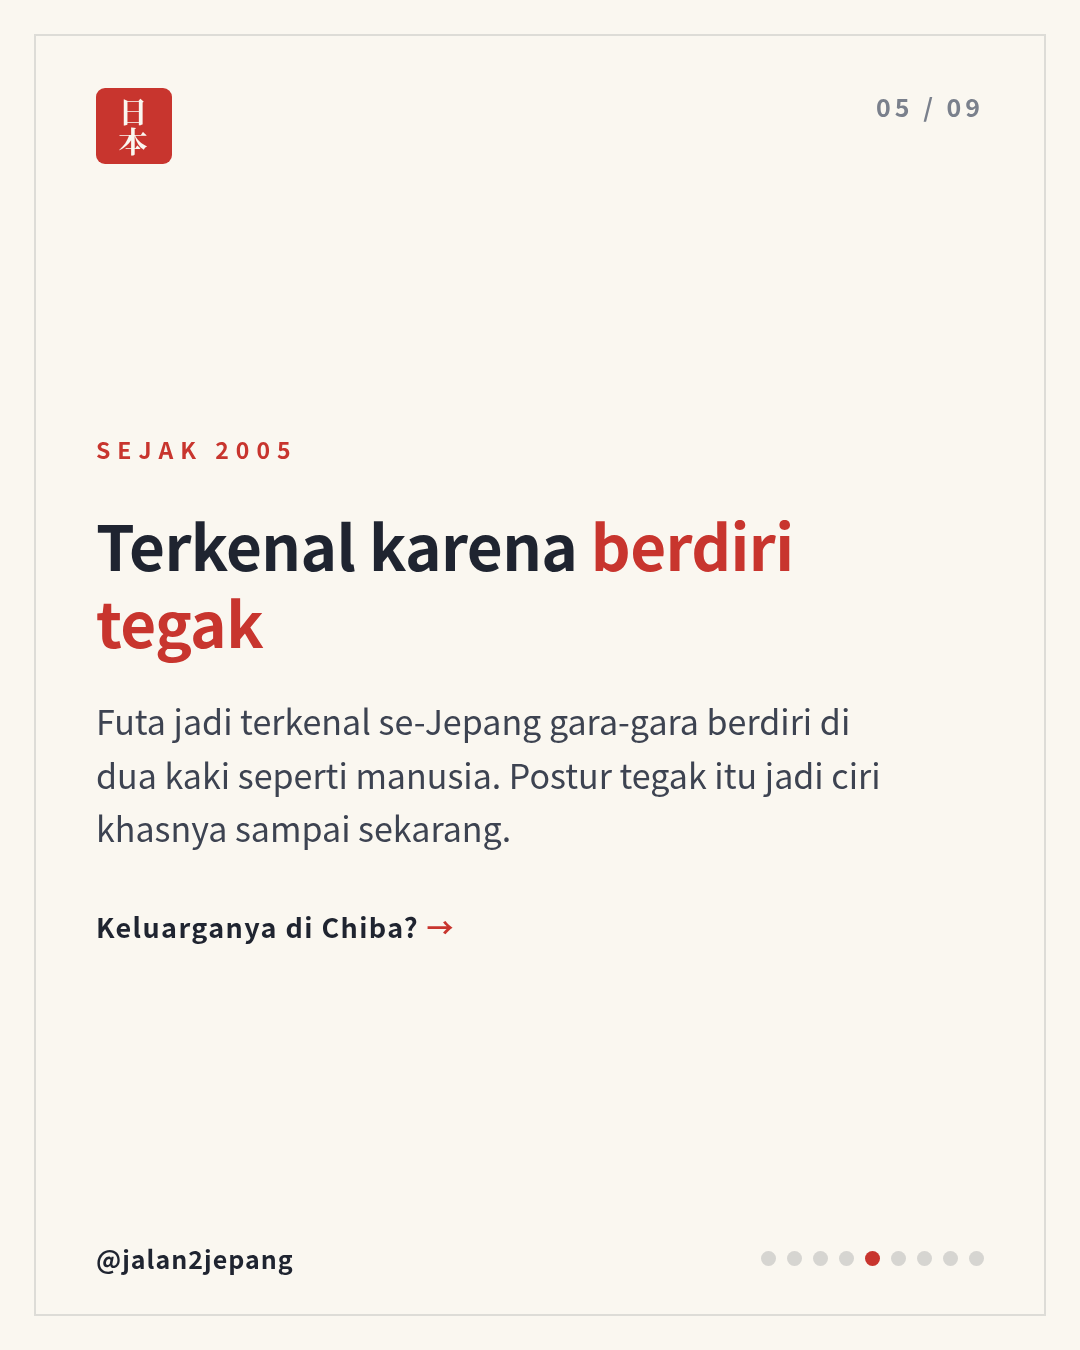 日本
05 / 09
SEJAK 2005
Terkenal karena berdiri
tegak
Futa jadi terkenal se-Jepang gara-gara berdiri di
dua kaki seperti manusia. Postur tegak itu jadi ciri
khasnya sampai sekarang.
Keluarganya di Chiba? →
@jalan2jepang